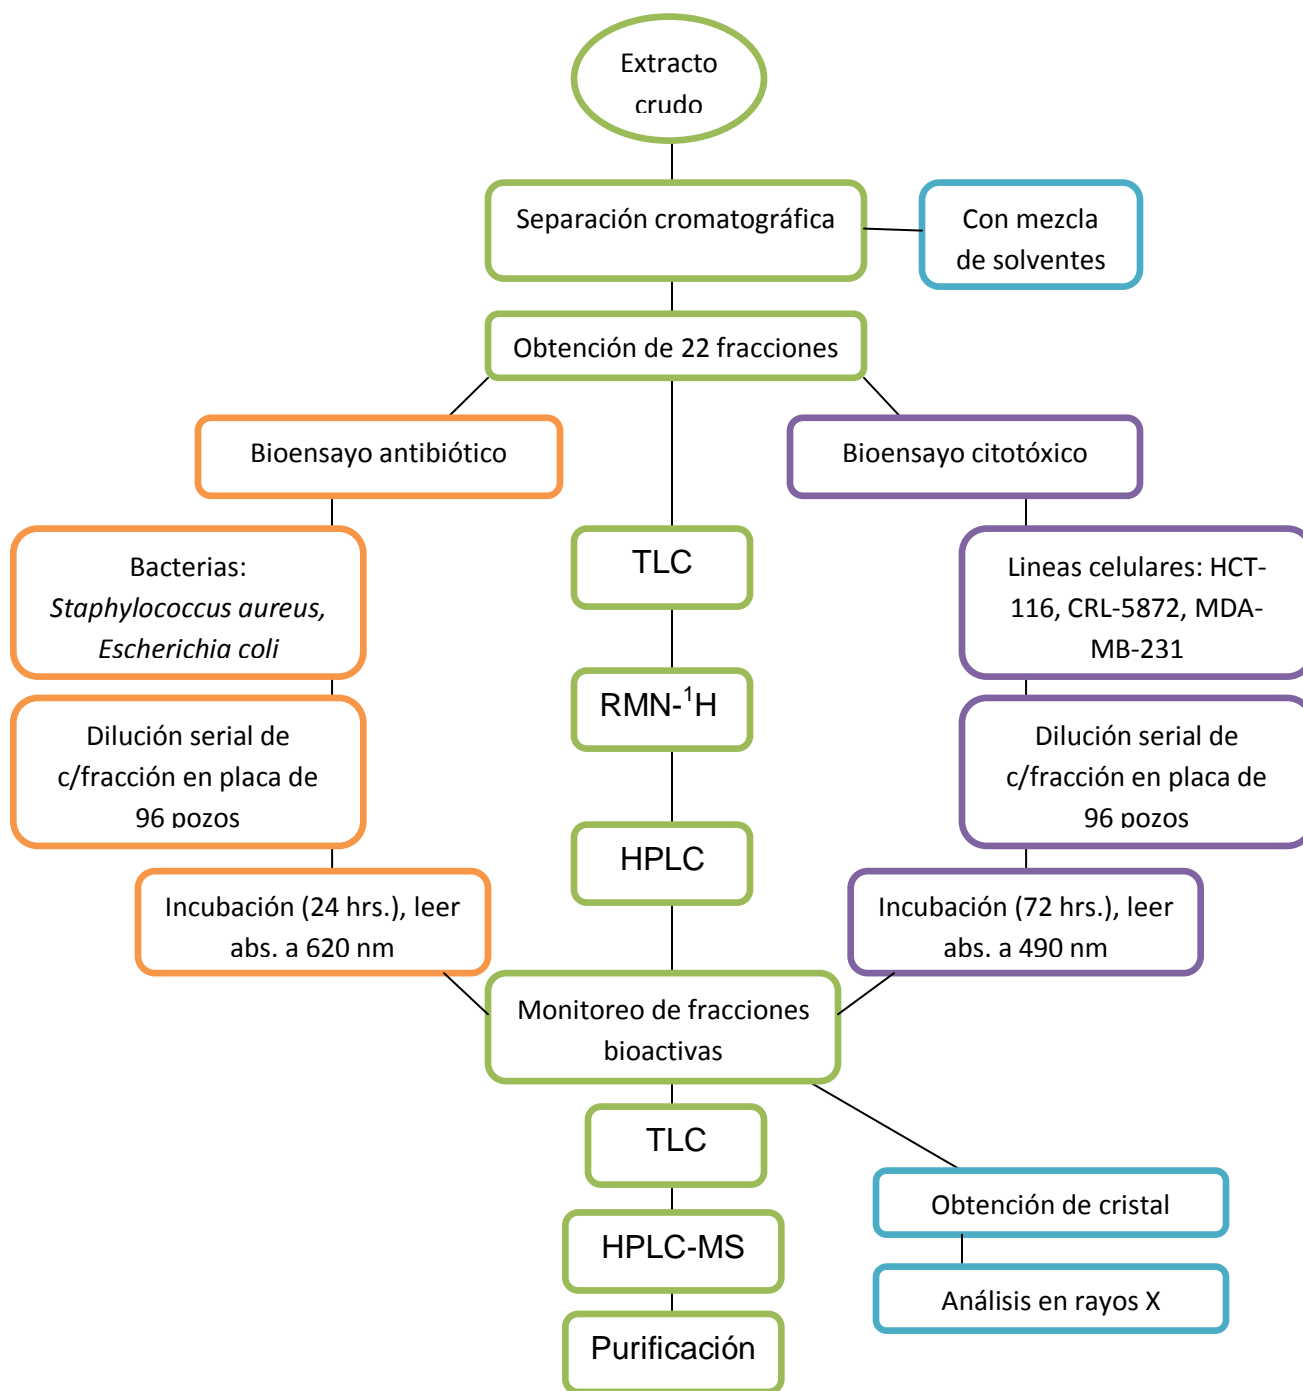 Extracto
crudo
Separación cromatográfica
Con mezcla
de solventes
Obtención de 22 fracciones
Bioensayo antibiótico
Bioensayo citotóxico
Bacterias:
Staphylococcus aureus,
Escherichia coli
TLC
Lineas celulares: HCT-
116, CRL-5872, MDA-
MB-231
RMN-¹H
Dilución serial de
c/fracción en placa de
96 pozos
Dilución serial de
c/fracción en placa de
96 pozos
HPLC
Incubación (24 hrs.), leer
abs. a 620 nm
Incubación (72 hrs.), leer
abs. a 490 nm
Monitoreo de fracciones
bioactivas
TLC
Obtención de cristal
HPLC-MS
Análisis en rayos X
Purificación